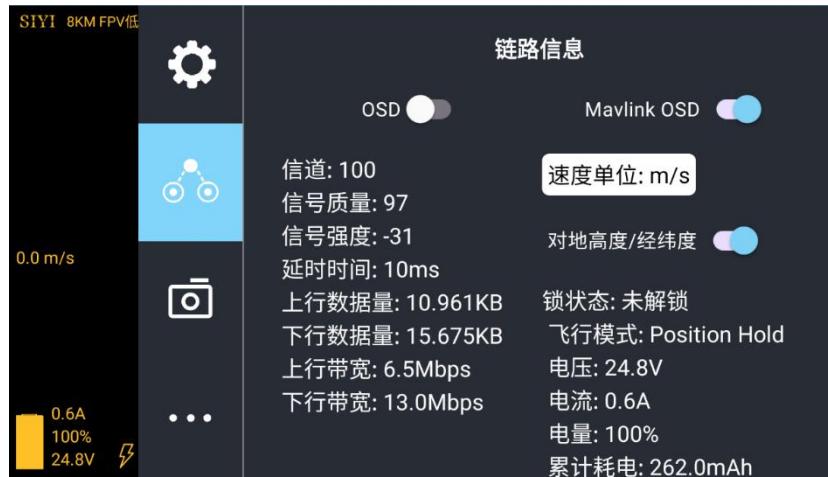 SIYI 8KM FPV低
0.0 m/s
0.6A
100%
24.8V
链路信息
OSD
Mavlink OSD
信道: 100
信号质量: 97
信号强度: -31
延时时间: 10ms
上行数据量: 10.961KB
下行数据量: 15.675KB
上行带宽: 6.5Mbps
下行带宽: 13.0Mbps
速度单位: m/s
对地高度/经纬度
锁状态: 未解锁
飞行模式: Position Hold
电压: 24.8V
电流: 0.6A
电量: 100%
累计耗电: 262.0mAh